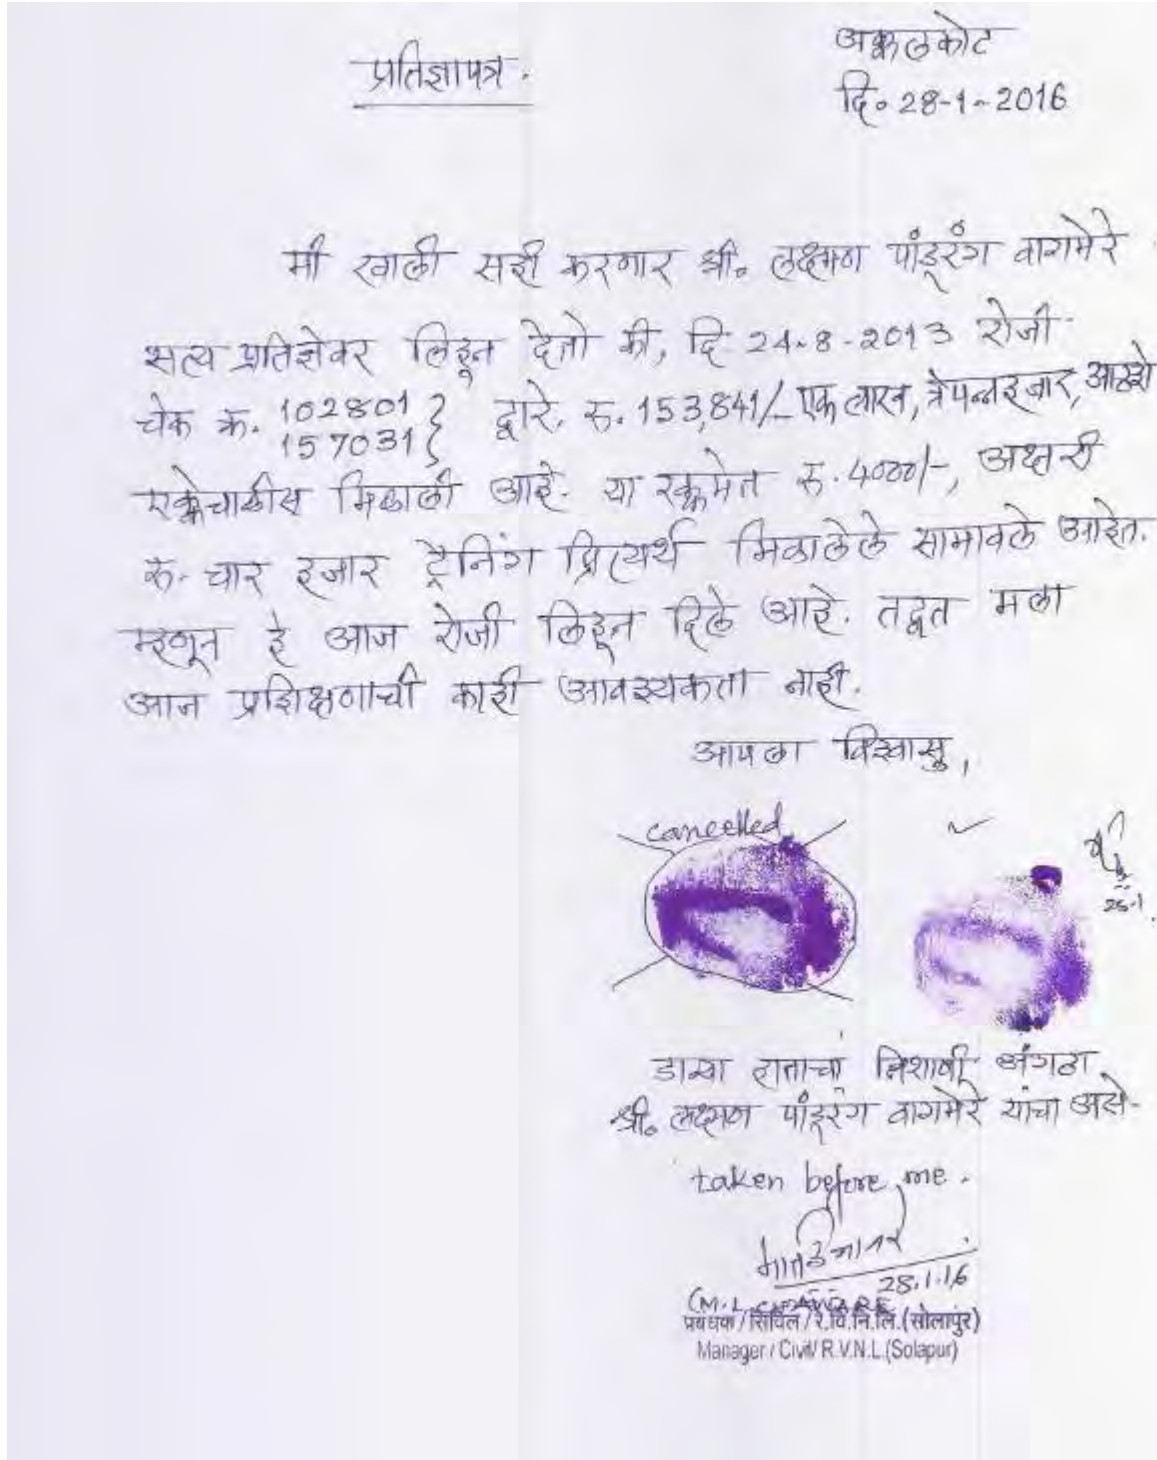 अक्कलकोट
प्रतिज्ञापत्र.
दि. 28-1-2016
मी खाली सही करणार श्री. लक्ष्मण पांडूरंग वागमेरे
सत्य प्रतिज्ञेवर लिहून देतो की, दि 24-8-2013 रोजी
चेक क्र. 102801 } द्वारे. रु. 153,841/- एक लाख, त्रेपन्नहजार, आठशे
157031 }
एक्केचाळीस मिळाली आहे. या रक्कमेत रु. 4000/-, अक्षरी
रु. चार हजार ट्रेनिंग प्रित्यर्थ मिळालेले सामावले आहेत.
म्हणून हे आज रोजी लिहून दिले आहे. तद्वत मला
आन प्रशिक्षणाची काही आवश्यकता नाही.
आपला विश्वासु,
cancelled
डाव्या हाताचा निशाणी अंगठा
श्री. लक्ष्मण पांडूरंग वागमेरे यांचा असे-
taken before me.
28.1.16
(M.L.
प्रबंधक / सिविल / रे.वि.नि.लि. (सोलापुर)
Manager / Civil/ R.V.N.L.(Solapur)